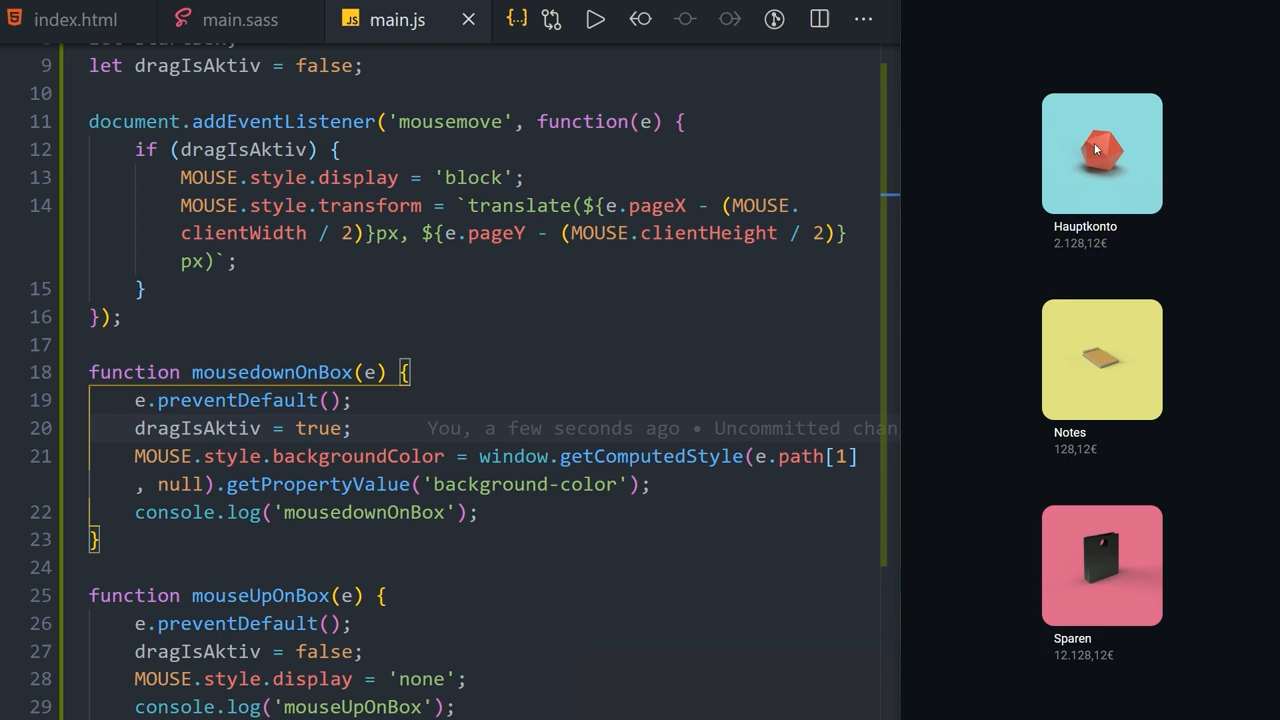 index.html
main.sass
JS main.js
{..}
9 let dragIsAktiv = false;
10
11 document.addEventListener('mousemove', function(e) {
12 if (dragIsAktiv) {
13 MOUSE.style.display = 'block';
14 MOUSE.style.transform = `translate(${e.pageX - (MOUSE.
clientWidth / 2)}px, ${e.pageY - (MOUSE.clientHeight / 2)}
px)`;
15 }
16 });
17
18 function mousedownOnBox(e) {
19 e.preventDefault();
20 dragIsAktiv = true; You, a few seconds ago • Uncommitted chan
21 MOUSE.style.backgroundColor = window.getComputedStyle(e.path[1]
, null).getPropertyValue('background-color');
22 console.log('mousedownOnBox');
23 }
24
25 function mouseUpOnBox(e) {
26 e.preventDefault();
27 dragIsAktiv = false;
28 MOUSE.style.display = 'none';
29 console.log('mouseUpOnBox');
Hauptkonto
2.128,12€
Notes
128,12€
Sparen
12.128,12€